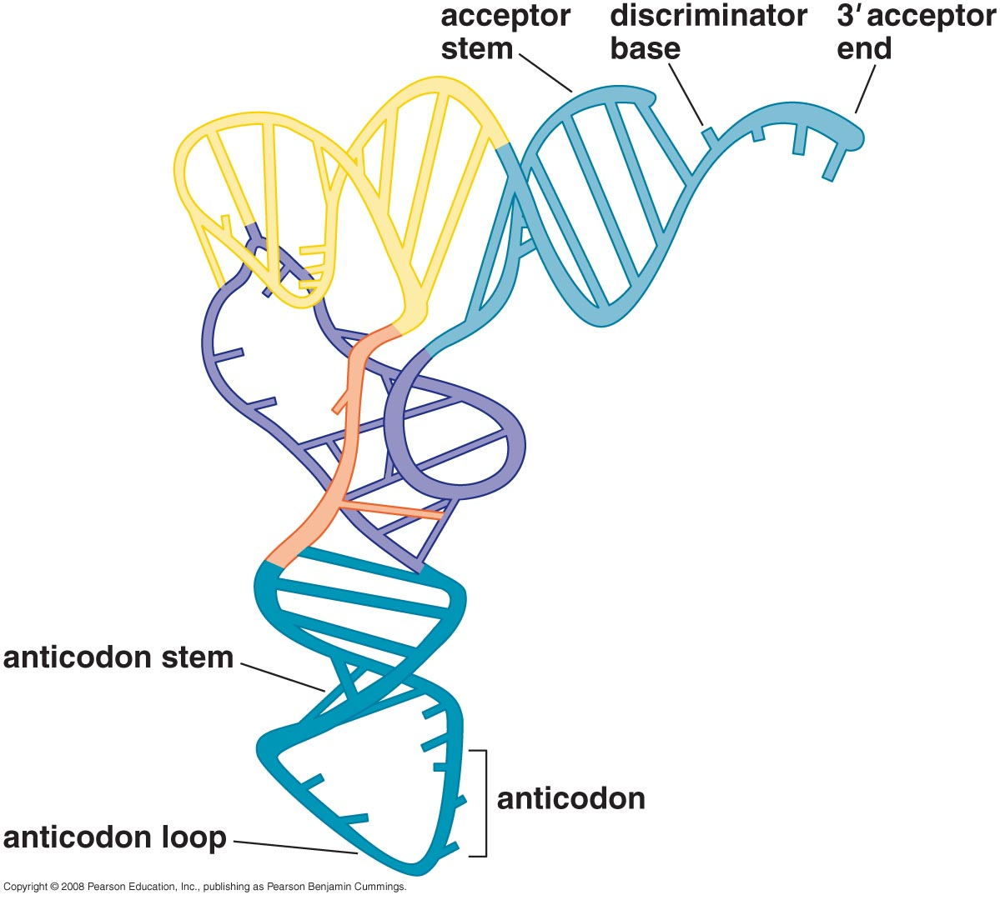 acceptor
stem
discriminator
base
3′ acceptor
end
anticodon stem
anticodon
anticodon loop
Copyright © 2008 Pearson Education, Inc., publishing as Pearson Benjamin Cummings.